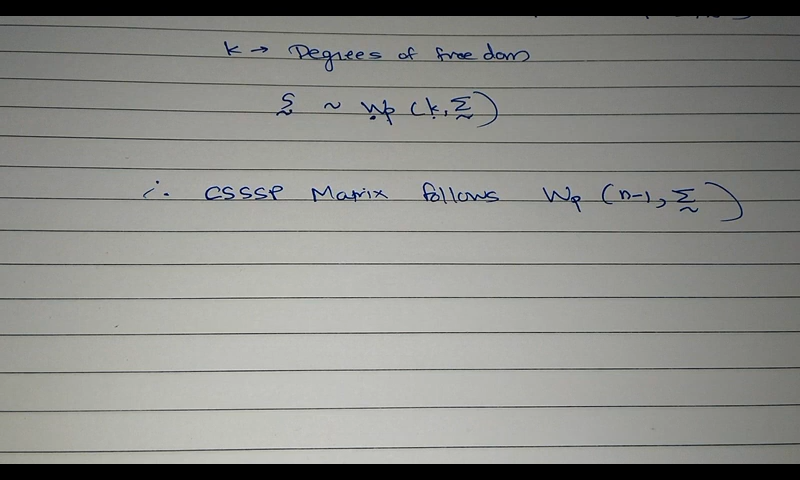 k → Degrees of freedom
S ~ Wp (k, Σ)
∴ CSSSP Matrix follows Wp (n-1, Σ)